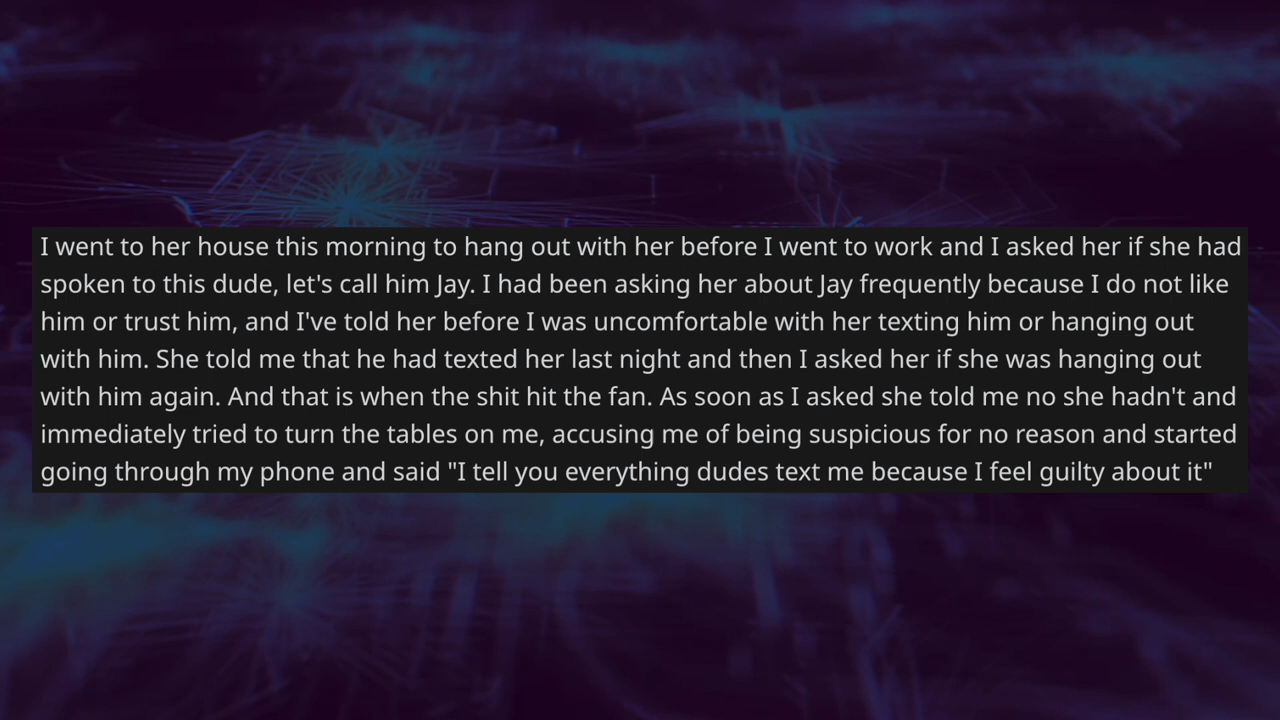 I went to her house this morning to hang out with her before I went to work and I asked her if she had
spoken to this dude, let's call him Jay. I had been asking her about Jay frequently because I do not like
him or trust him, and I've told her before I was uncomfortable with her texting him or hanging out
with him. She told me that he had texted her last night and then I asked her if she was hanging out
with him again. And that is when the shit hit the fan. As soon as I asked she told me no she hadn't and
immediately tried to turn the tables on me, accusing me of being suspicious for no reason and started
going through my phone and said "I tell you everything dudes text me because I feel guilty about it"